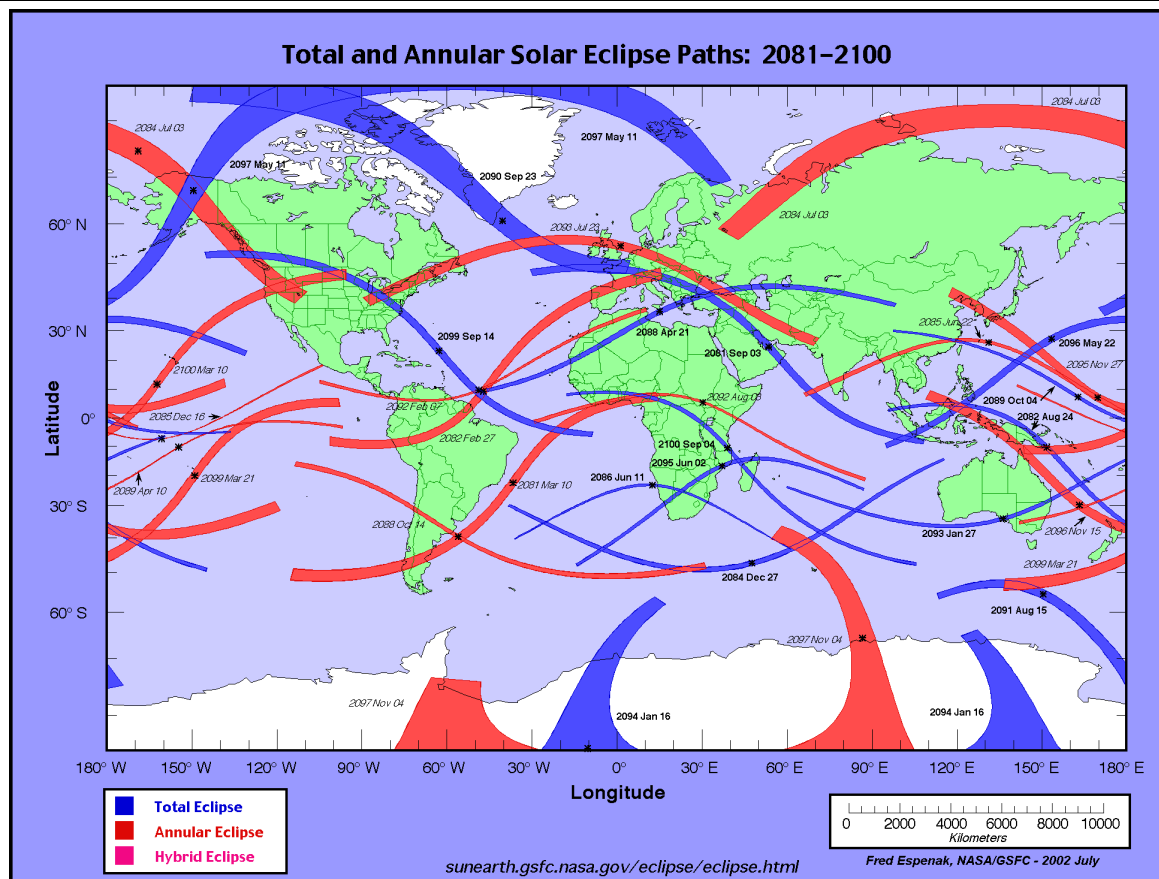 Total and Annular Solar Eclipse Paths: 2081–2100
2084 Jul 03
2084 Jul 03
2097 May 11
2097 May 11
2090 Sep 23
2084 Jul 03
2093 Jul 23
60° N
30° N
0°
30° S
60° S
Latitude
2099 Sep 14
2088 Apr 21
2081 Sep 03
2085 Jun 22
2096 May 22
2095 Nov 27
2100 Mar 10
2085 Dec 16
2092 Feb 07
2082 Feb 27
2092 Aug 03
2089 Oct 04
2082 Aug 24
2100 Sep 04
2095 Jun 02
2086 Jun 11
2089 Apr 10
2099 Mar 21
2081 Mar 10
2088 Oct 14
2093 Jan 27
2096 Nov 15
2084 Dec 27
2099 Mar 21
2091 Aug 15
2097 Nov 04
2097 Nov 04
2094 Jan 16
2094 Jan 16
180° W 150° W 120° W 90° W 60° W 30° W 0° 30° E 60° E 90° E 120° E 150° E 180° E
Longitude
Total Eclipse
Annular Eclipse
Hybrid Eclipse
0 2000 4000 6000 8000 10000
Kilometers
sunearth.gsfc.nasa.gov/eclipse/eclipse.html
Fred Espenak, NASA/GSFC - 2002 July